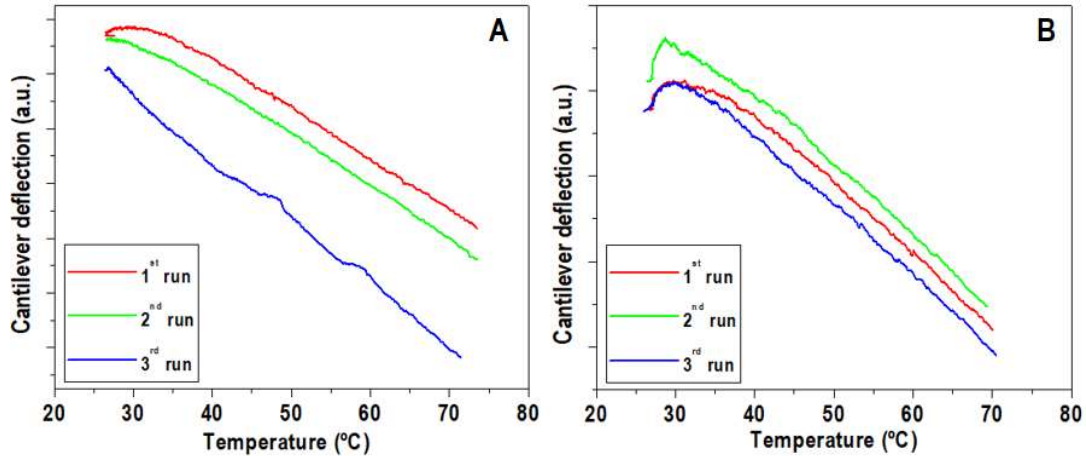 A
Cantilever deflection (a.u.)
1st run
2nd run
3rd run
20 30 40 50 60 70 80
Temperature (ºC)
B
Cantilever deflection (a.u.)
1st run
2nd run
3rd run
20 30 40 50 60 70 80
Temperature (ºC)